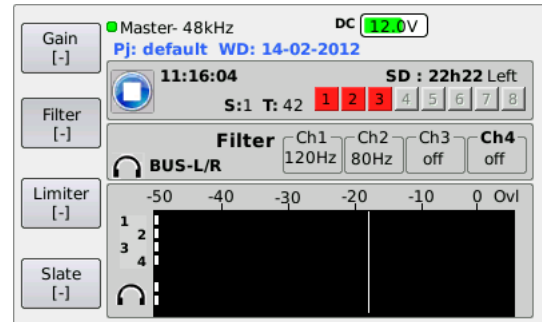 Gain
[-]
Filter
[-]
Limiter
[-]
Slate
[-]
Master- 48kHz DC 12.0V
Pj: default WD: 14-02-2012
11:16:04 SD : 22h22 Left
S:1 T: 42 1 2 3 4 5 6 7 8
Filter Ch1 Ch2 Ch3 Ch4
BUS-L/R 120Hz 80Hz off off
-50 -40 -30 -20 -10 0 Ovl
1
2
3
4